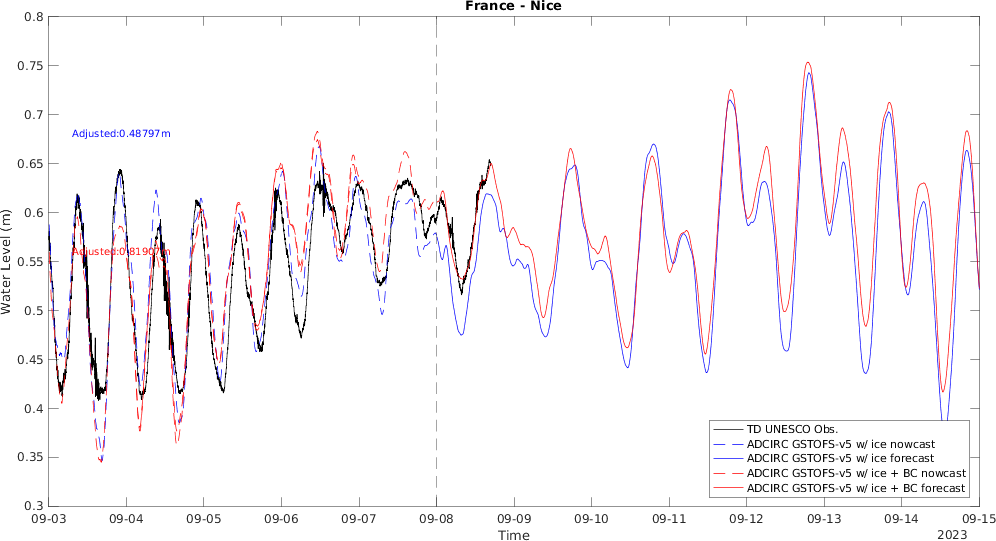 France - Nice
0.8
0.75
0.7
0.65
0.6
0.55
0.5
0.45
0.4
0.35
0.3
Water Level (m)
Adjusted:0.48797m
Adjusted:0.81907m
TD UNESCO Obs.
ADCIRC GSTOFS-v5 w/ ice nowcast
ADCIRC GSTOFS-v5 w/ ice forecast
ADCIRC GSTOFS-v5 w/ ice + BC nowcast
ADCIRC GSTOFS-v5 w/ ice + BC forecast
09-03 09-04 09-05 09-06 09-07 09-08 09-09 09-10 09-11 09-12 09-13 09-14 09-15
Time
2023